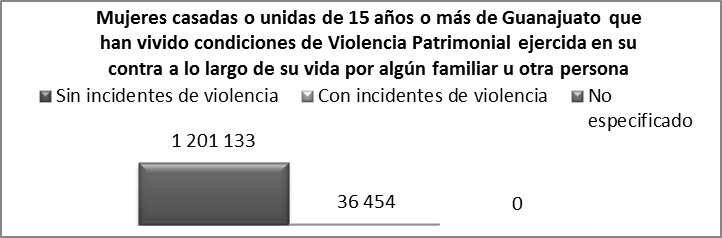 Mujeres casadas o unidas de 15 años o más de Guanajuato que
han vivido condiciones de Violencia Patrimonial ejercida en su
contra a lo largo de su vida por algún familiar u otra persona
Sin incidentes de violencia Con incidentes de violencia No
especificado
1 201 133
36 454 0